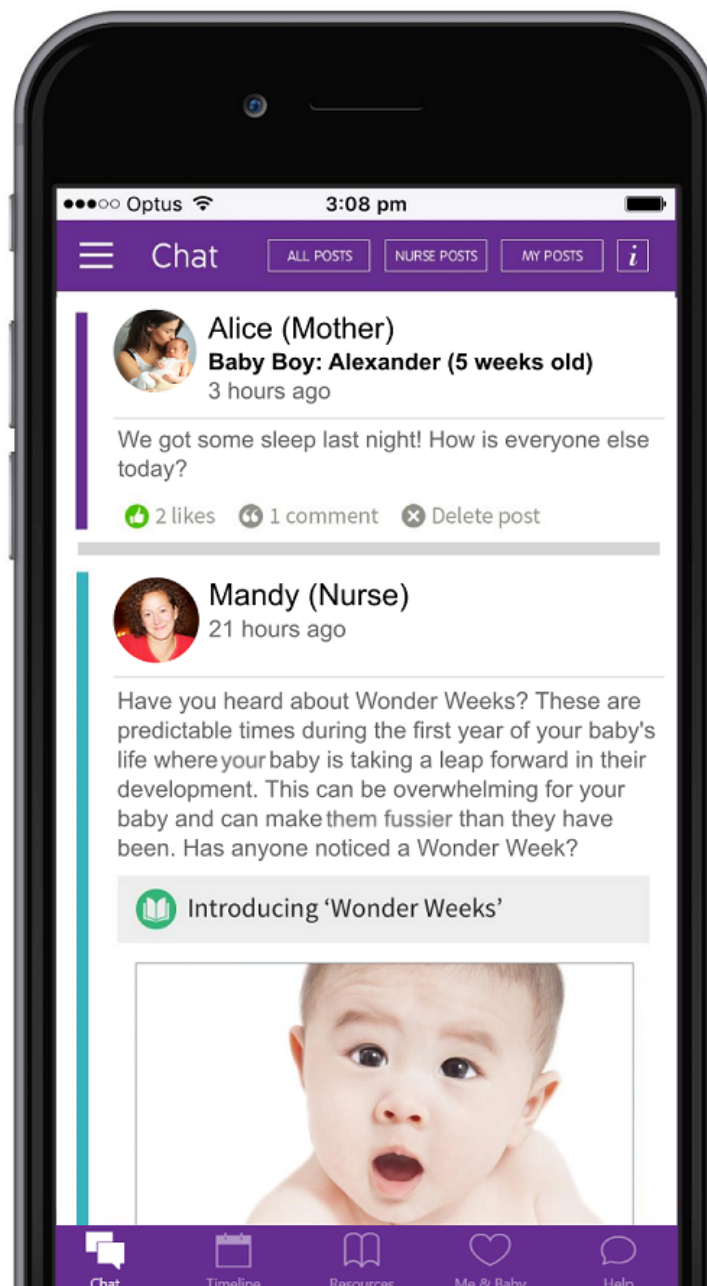 Optus 3:08 pm
Chat ALL POSTS NURSE POSTS MY POSTS i
Alice (Mother)
Baby Boy: Alexander (5 weeks old)
3 hours ago
We got some sleep last night! How is everyone else
today?
2 likes 1 comment Delete post
Mandy (Nurse)
21 hours ago
Have you heard about Wonder Weeks? These are
predictable times during the first year of your baby's
life where your baby is taking a leap forward in their
development. This can be overwhelming for your
baby and can make them fussier than they have
been. Has anyone noticed a Wonder Week?
Introducing ‘Wonder Weeks’
Chat Timeline Resources Me & Baby Help